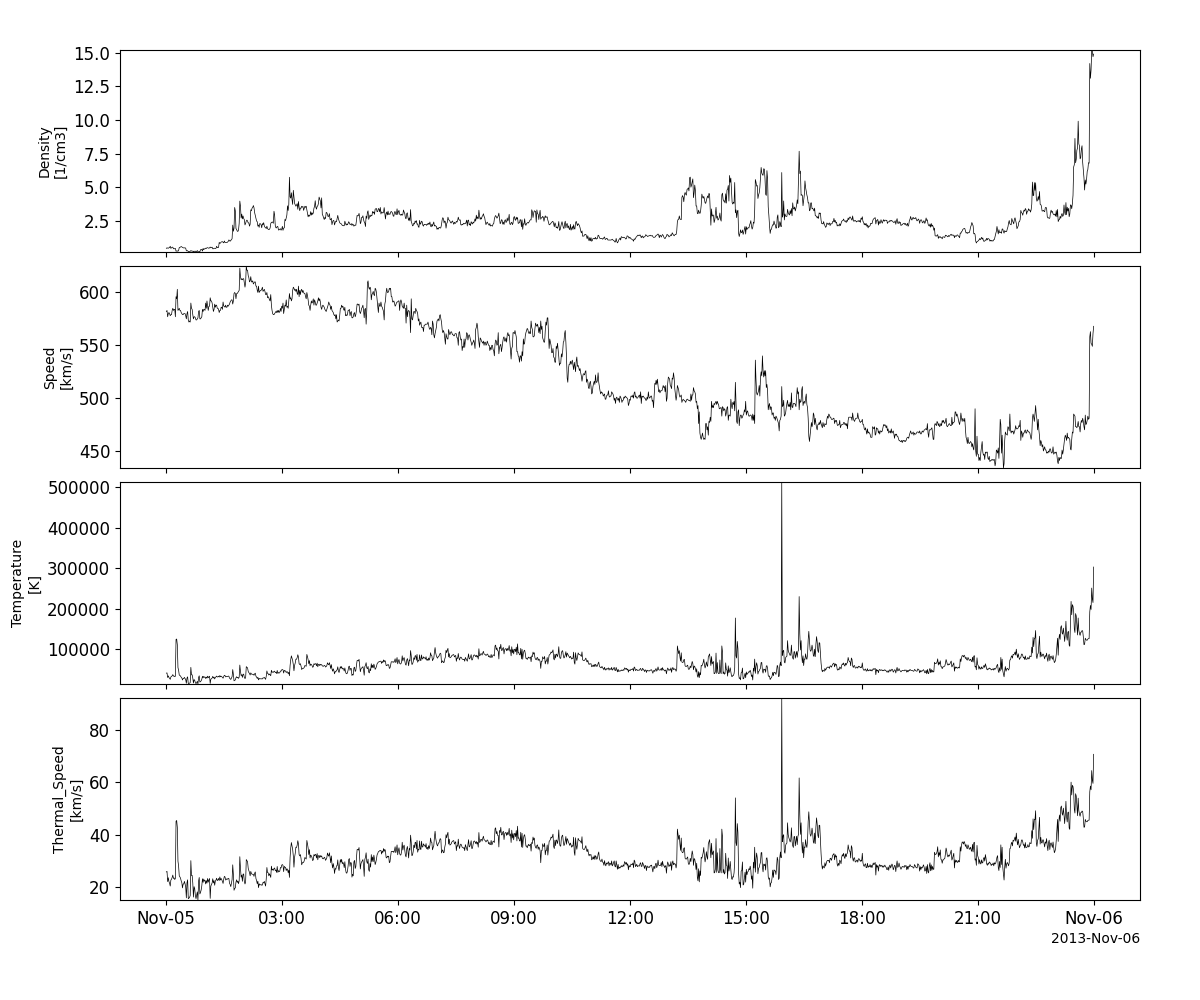 15.0
12.5
10.0
7.5
5.0
2.5
Density
[1/cm3]
600
550
500
450
Speed
[km/s]
500000
400000
300000
200000
100000
Temperature
[K]
80
60
40
20
Thermal_Speed
[km/s]
Nov-05 03:00 06:00 09:00 12:00 15:00 18:00 21:00 Nov-06
2013-Nov-06